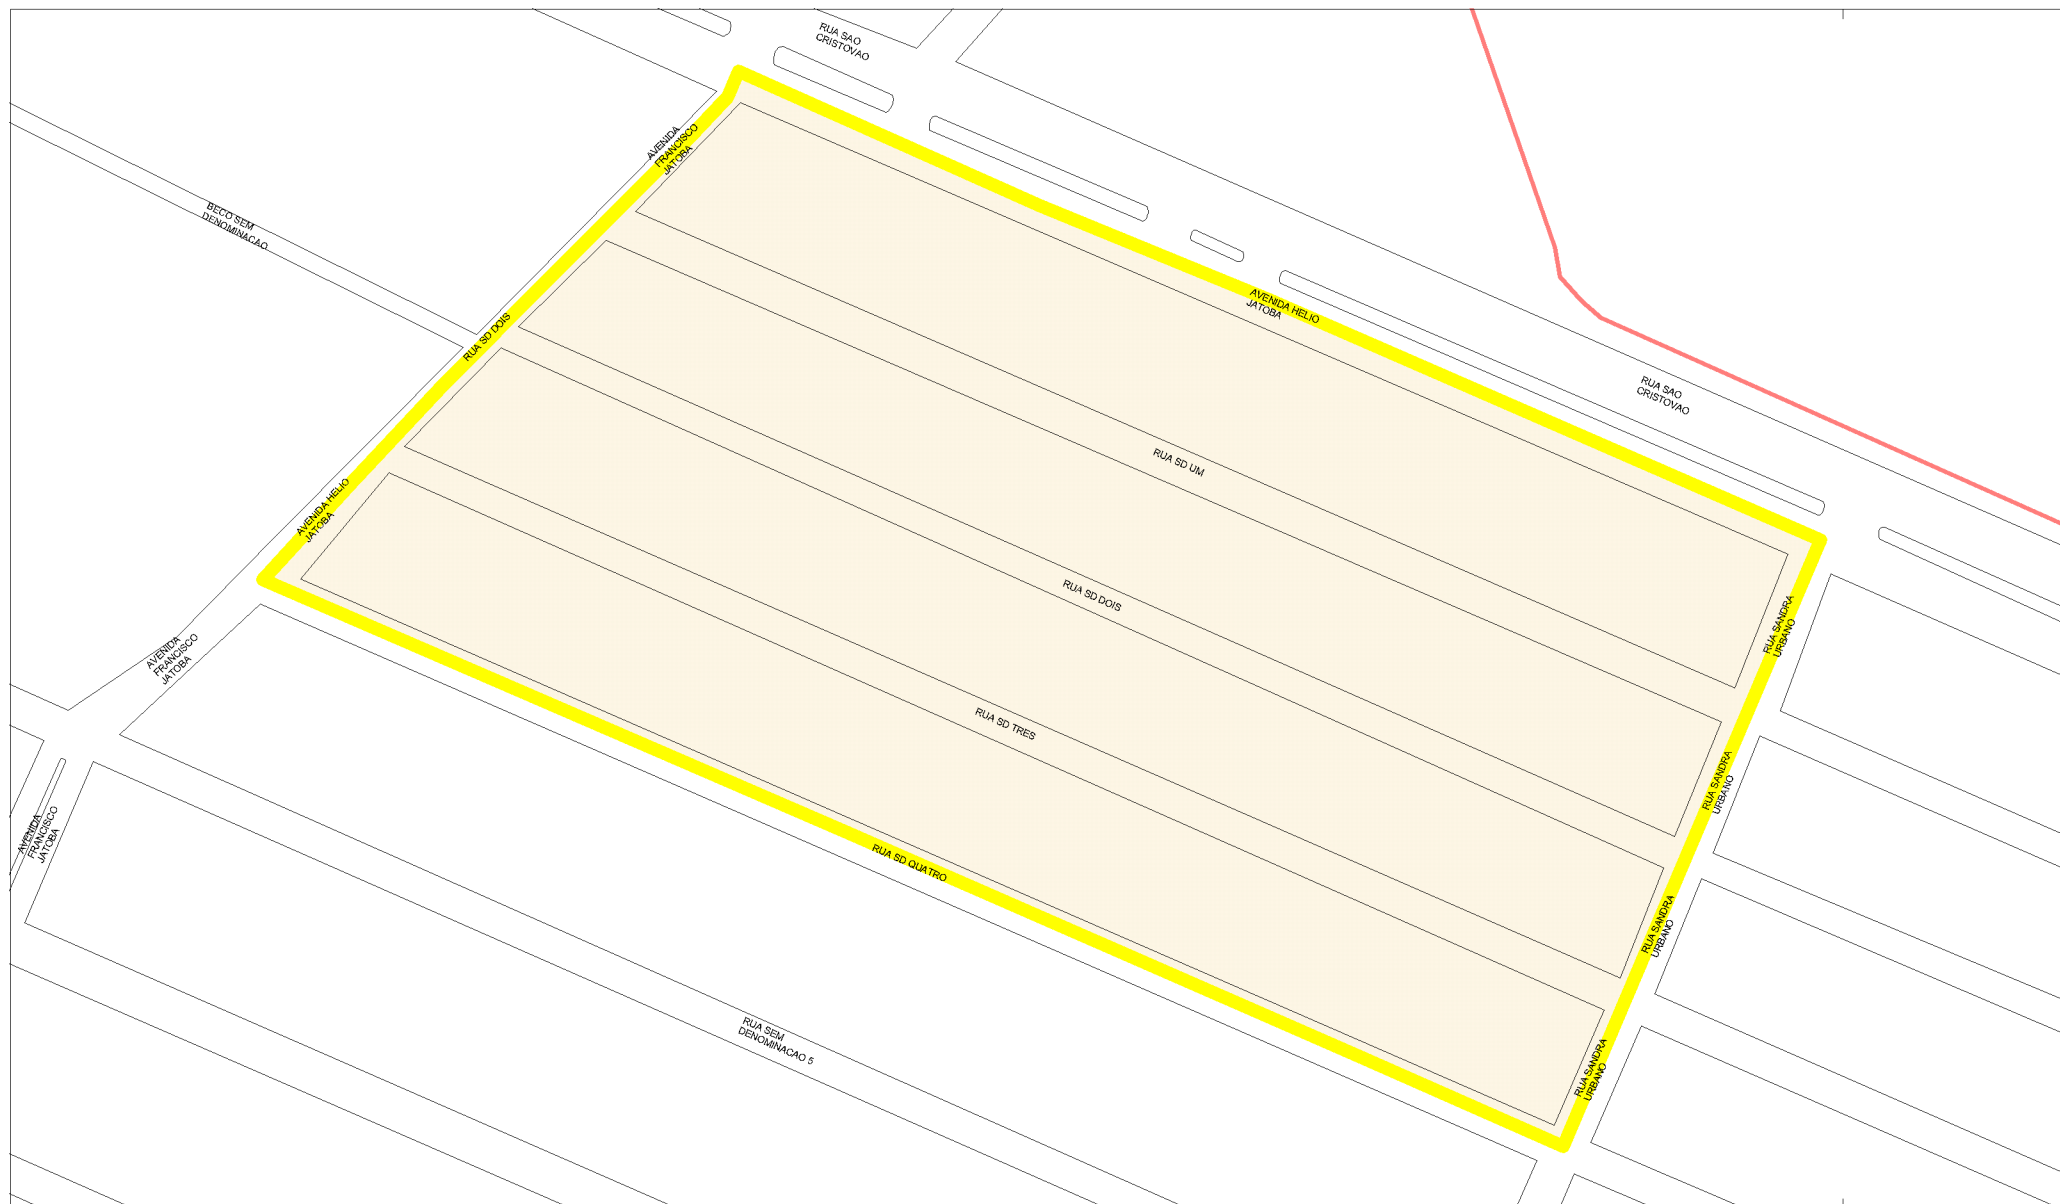 RUA SAO
CRISTOVAO
AVENIDA
FRANCISCO
JATOBA
BECO SEM
DENOMINACAO
AVENIDA HELIO
JATOBA
RUA SD DOIS
RUA SAO
CRISTOVAO
RUA SD UM
AVENIDA HELIO
JATOBA
RUA SD DOIS
RUA SANDRA
URBANO
AVENIDA
FRANCISCO
JATOBA
RUA SD TRES
RUA SANDRA
URBANO
AVENIDA
FRANCISCO
JATOBA
RUA SD QUATRO
RUA SANDRA
URBANO
RUA SEM
DENOMINACAO 5
RUA SANDRA
URBANO